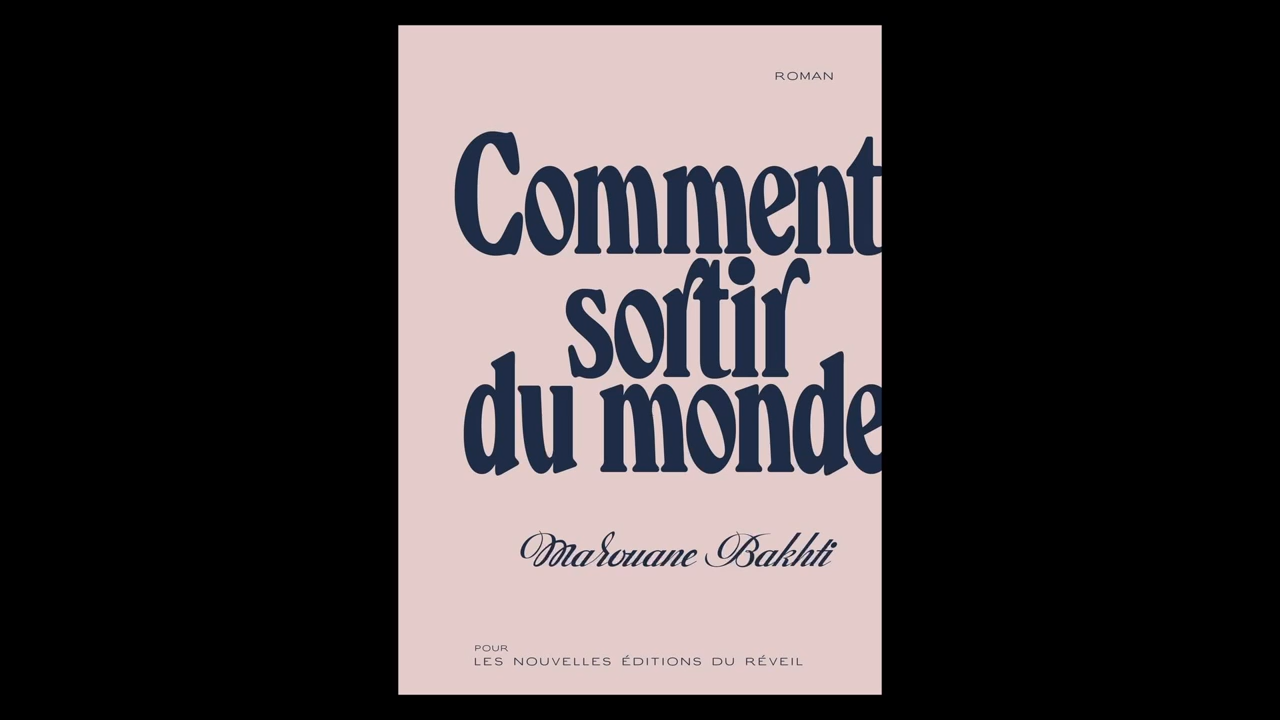 ROMAN
Comment
sortir
du monde
Marouane Bakhti
POUR
LES NOUVELLES ÉDITIONS DU RÉVEIL